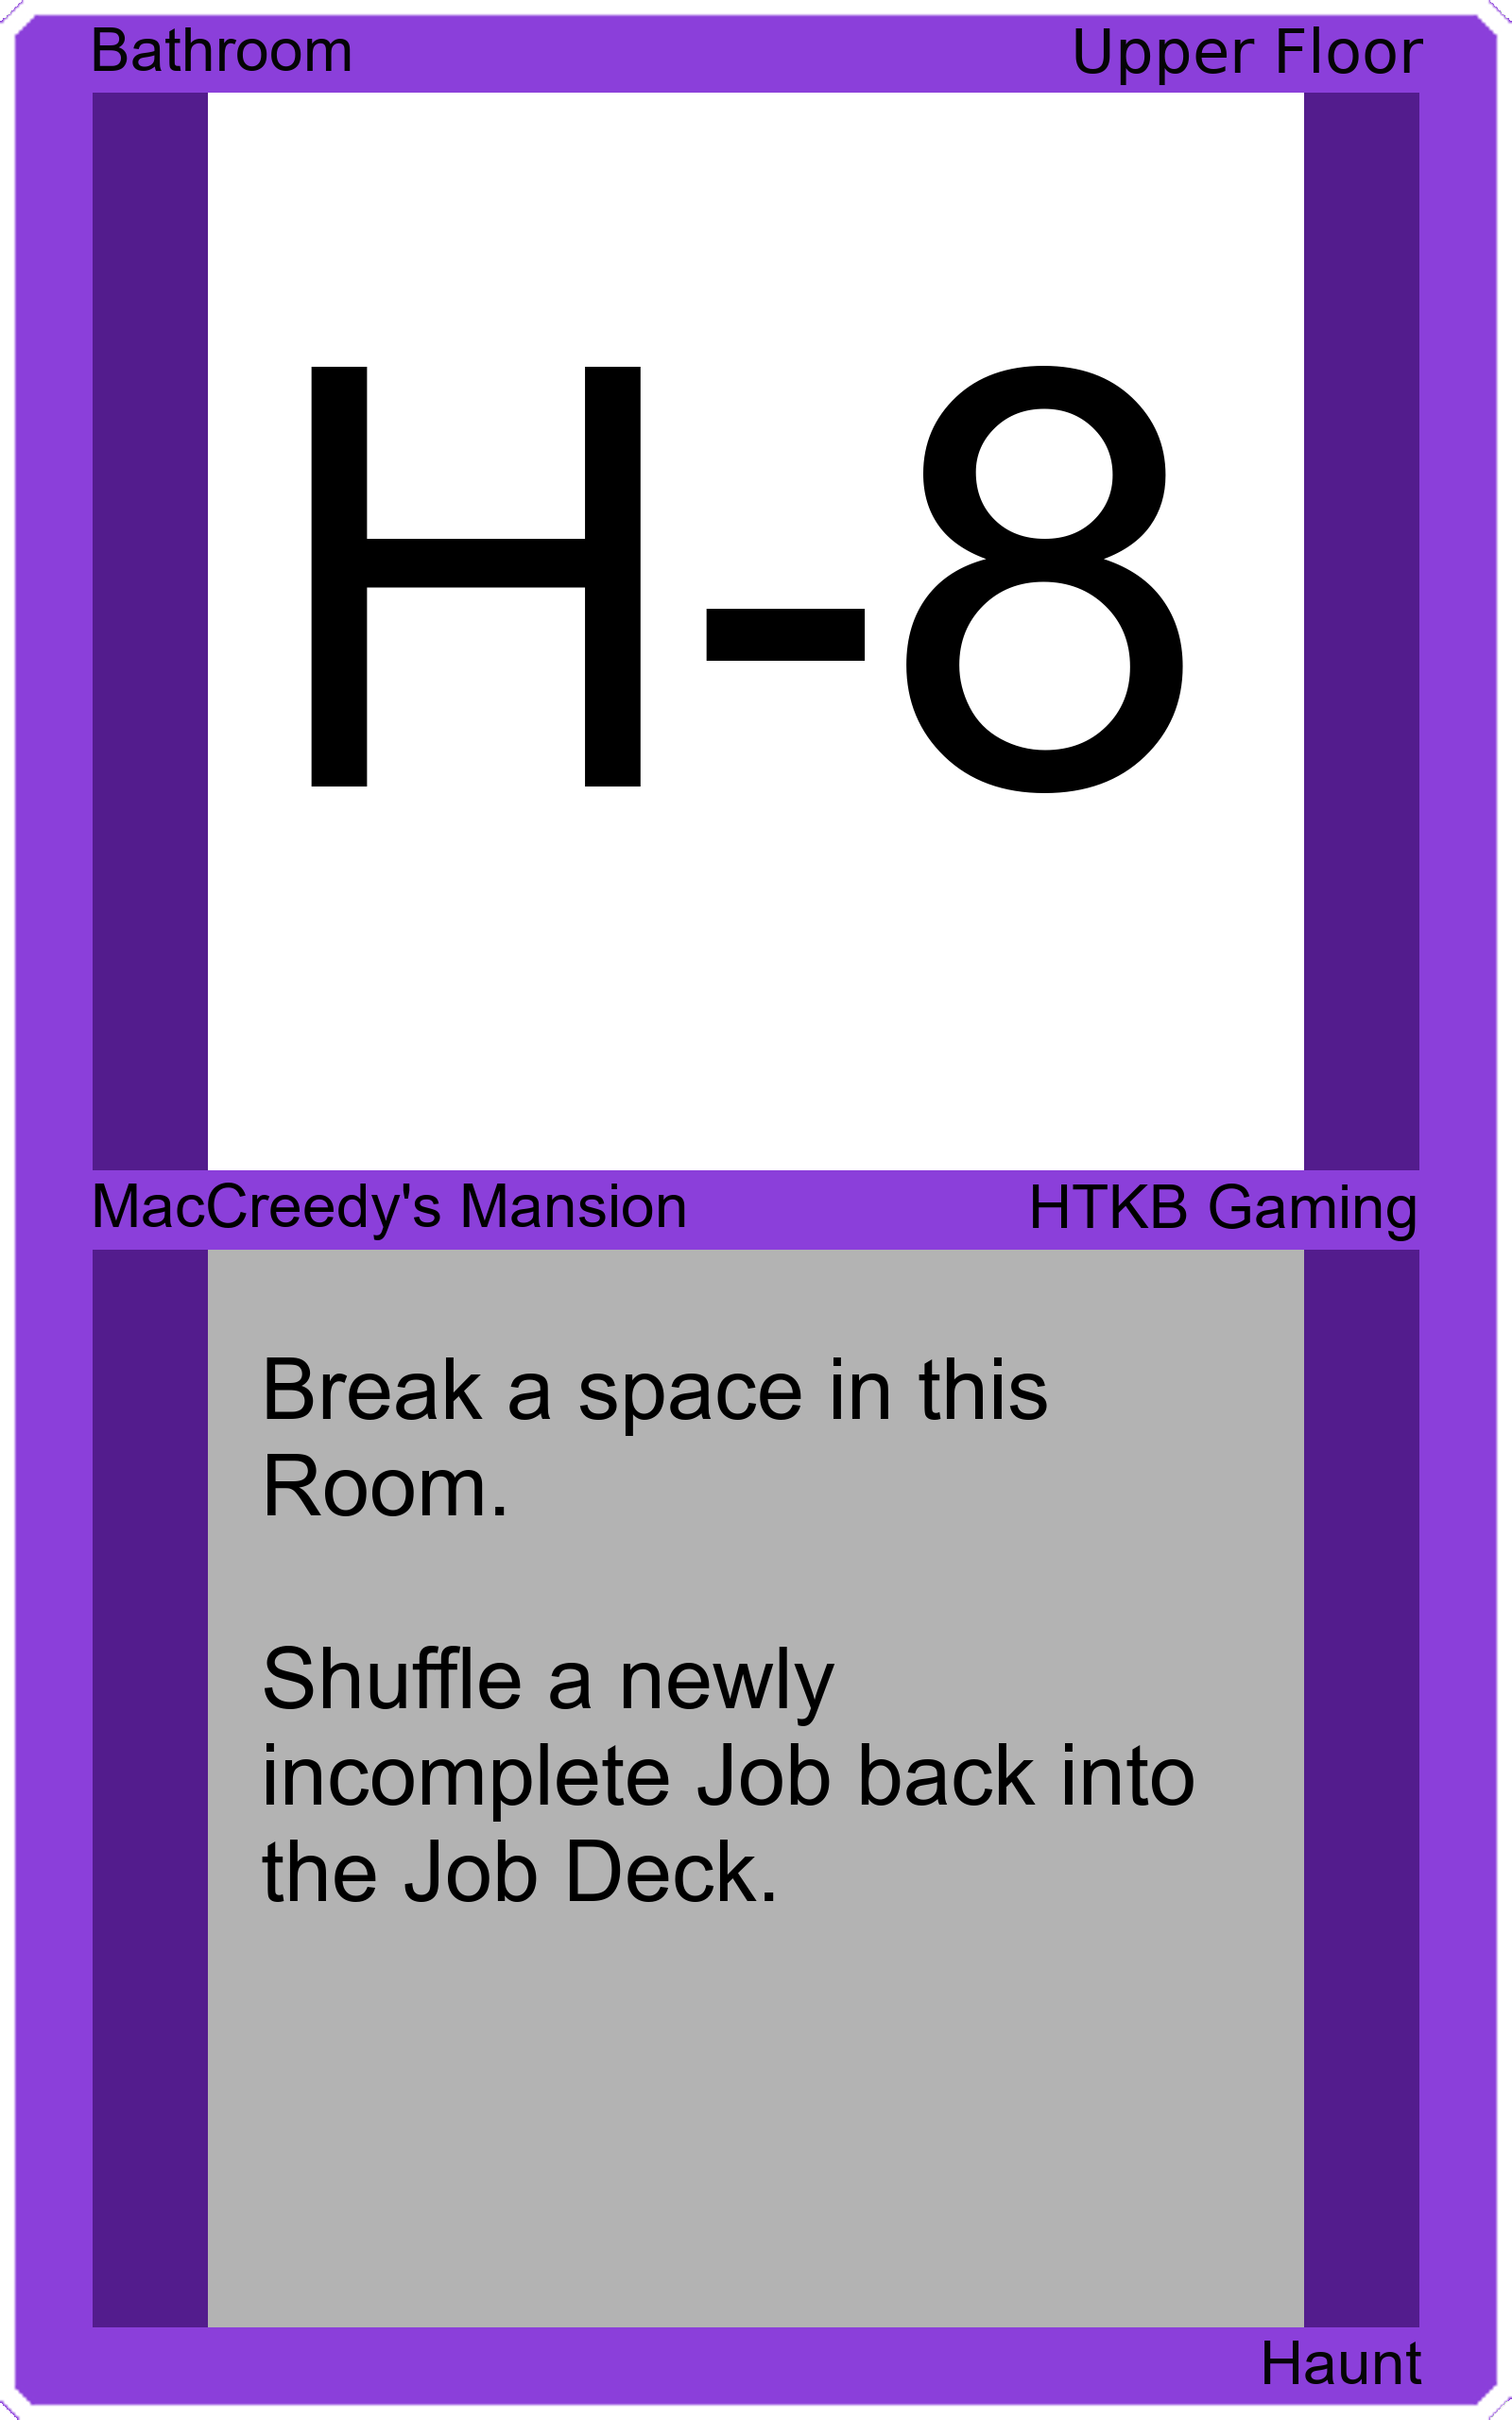 Bathroom Upper Floor
H-8
MacCreedy's Mansion HTKB Gaming
Break a space in this
Room.
Shuffle a newly
incomplete Job back into
the Job Deck.
Haunt